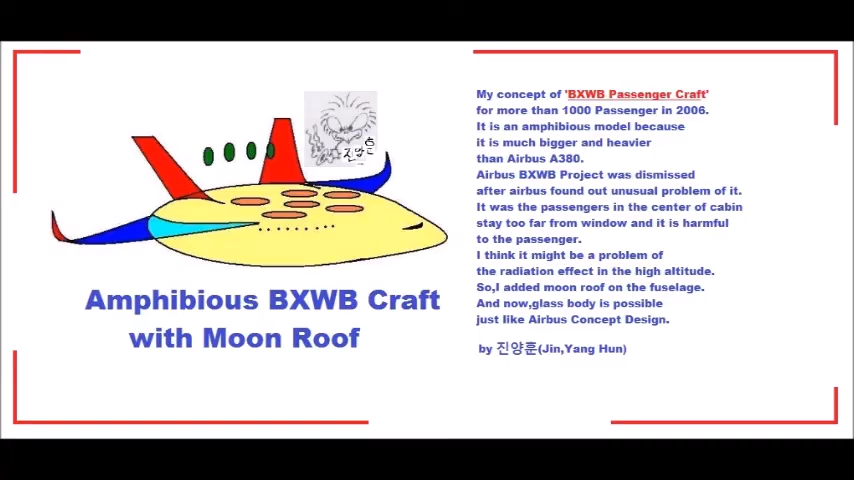 진양훈
Amphibious BXWB Craft
with Moon Roof
My concept of 'BXWB Passenger Craft'
for more than 1000 Passenger in 2006.
It is an amphibious model because
it is much bigger and heavier
than Airbus A380.
Airbus BXWB Project was dismissed
after airbus found out unusual problem of it.
It was the passengers in the center of cabin
stay too far from window and it is harmful
to the passenger.
I think it might be a problem of
the radiation effect in the high altitude.
So,I added moon roof on the fuselage.
And now,glass body is possible
just like Airbus Concept Design.
by 진양훈(Jin,Yang Hun)